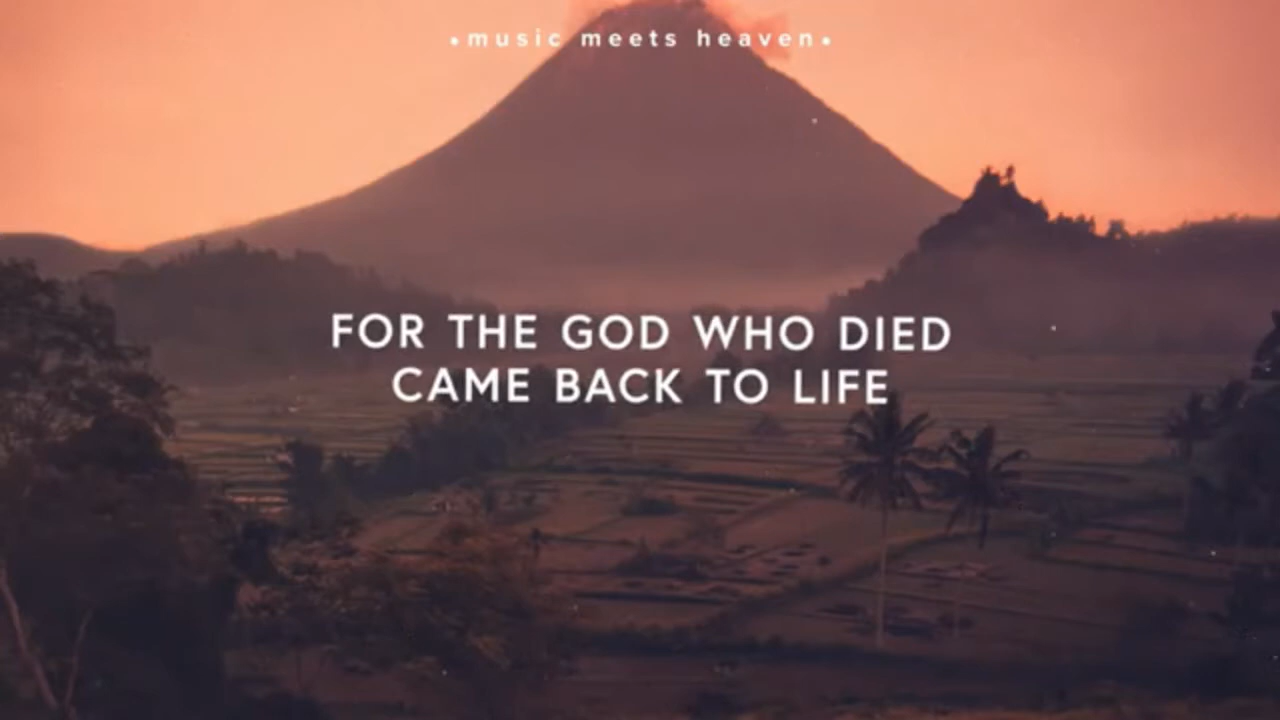 •music meets heaven•
FOR THE GOD WHO DIED
CAME BACK TO LIFE